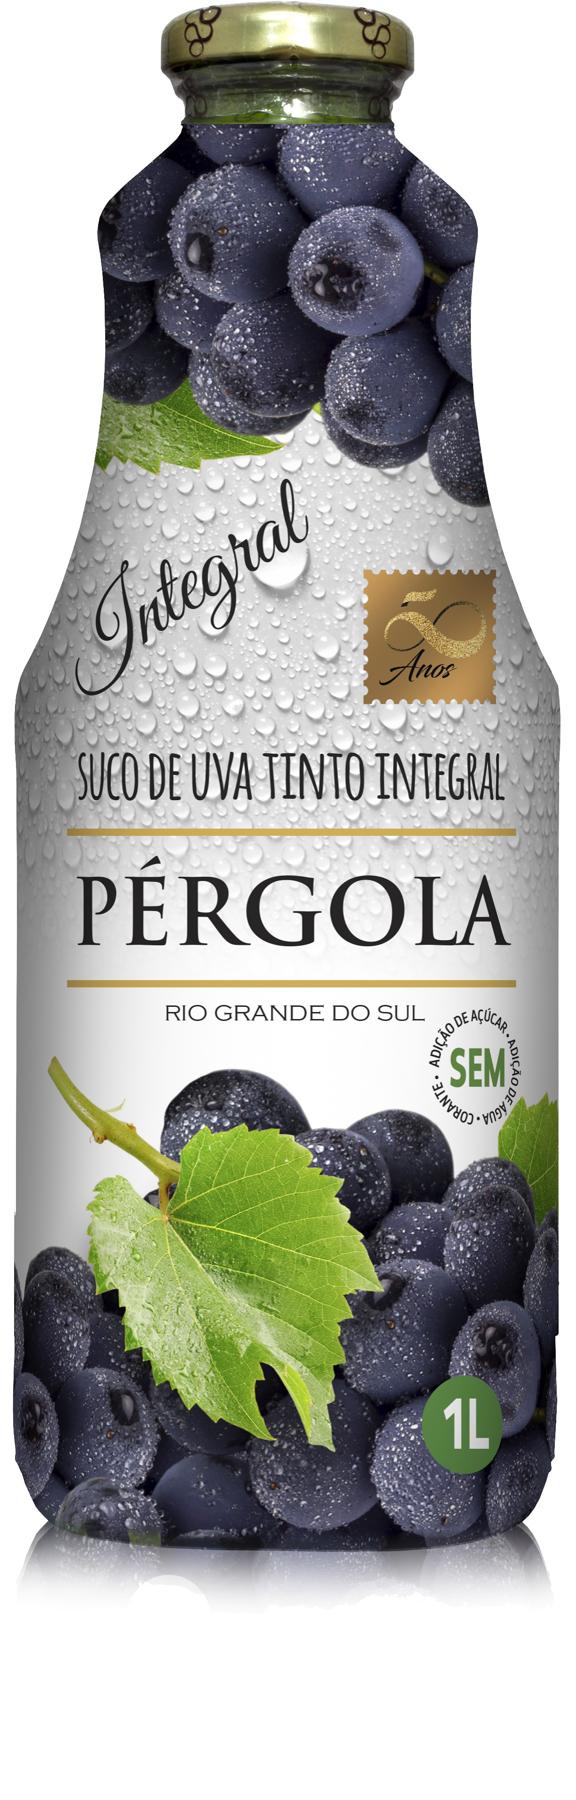 Integral
50
Anos
SUCO DE UVA TINTO INTEGRAL
PÉRGOLA
RIO GRANDE DO SUL
ADIÇÃO DE AÇÚCAR • ADIÇÃO DE ÁGUA • CORANTE •
SEM
1L